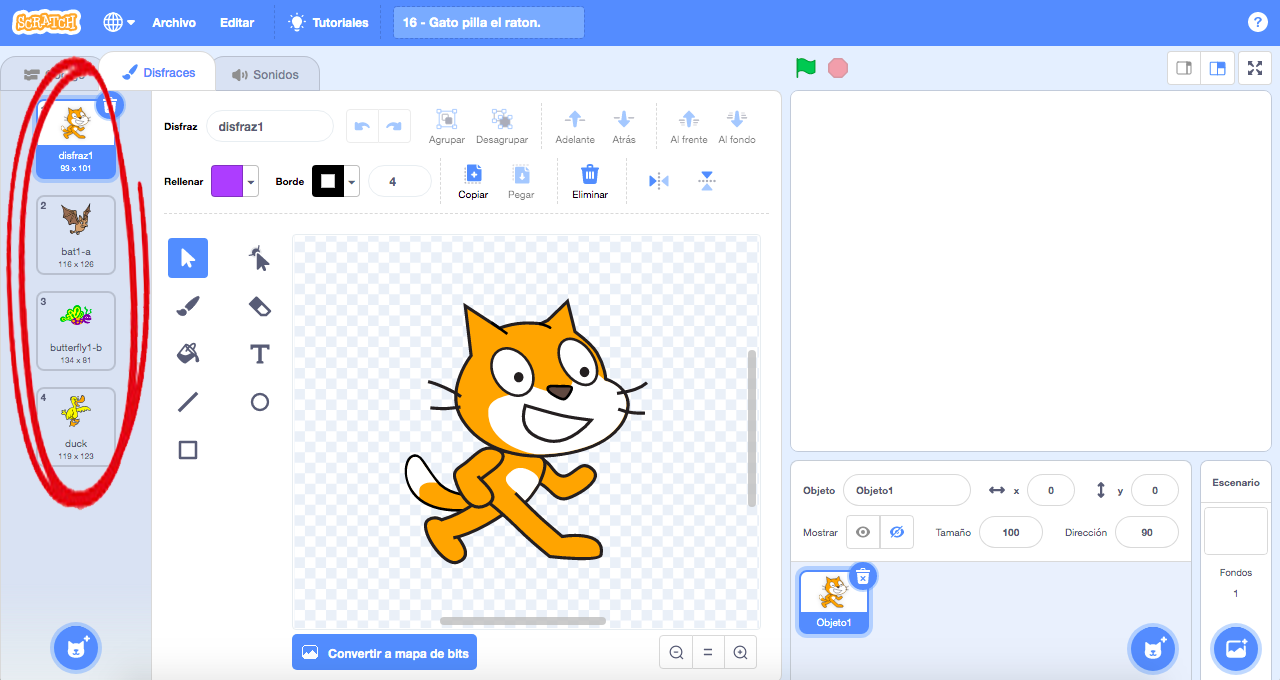 SCRATCH
Archivo
Editar
Tutoriales
16 - Gato pilla el raton.
?
Disfraces
Sonidos
disfraz1
93 x 101
2
bat1-a
116 x 126
3
butterfly1-b
134 x 81
4
duck
119 x 123
Disfraz
disfraz1
Agrupar
Desagrupar
Adelante
Atrás
Al frente
Al fondo
Rellenar
Borde
4
Copiar
Pegar
Eliminar
T
Convertir a mapa de bits
=
Objeto
Objeto1
x
0
y
0
Mostrar
Tamaño
100
Dirección
90
Objeto1
Escenario
Fondos
1